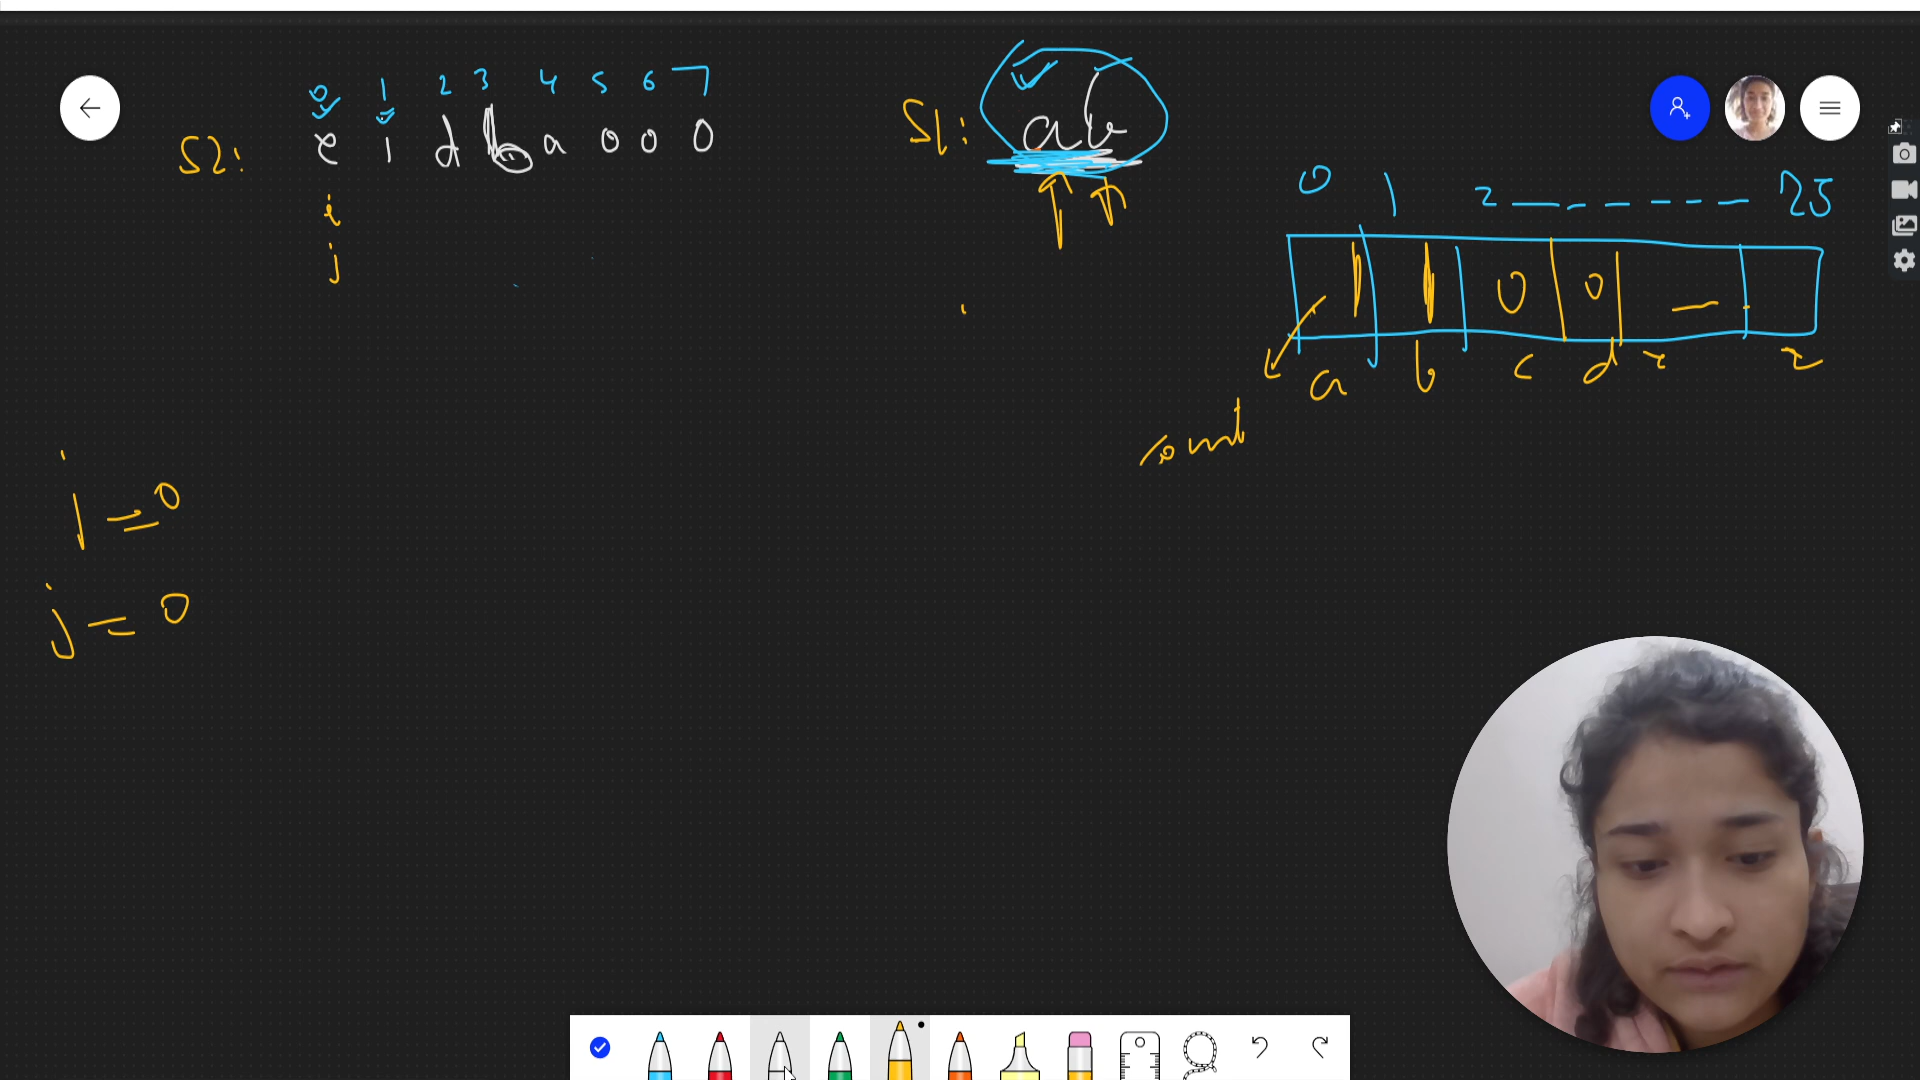 0 1 2 3 4 5 6 7
S2: e i d b a o o o
S1: ab
i
j
0 1 2 - - - - - - 25
1 1 0 0 -
a b c d z
count
i = 0
j = 0